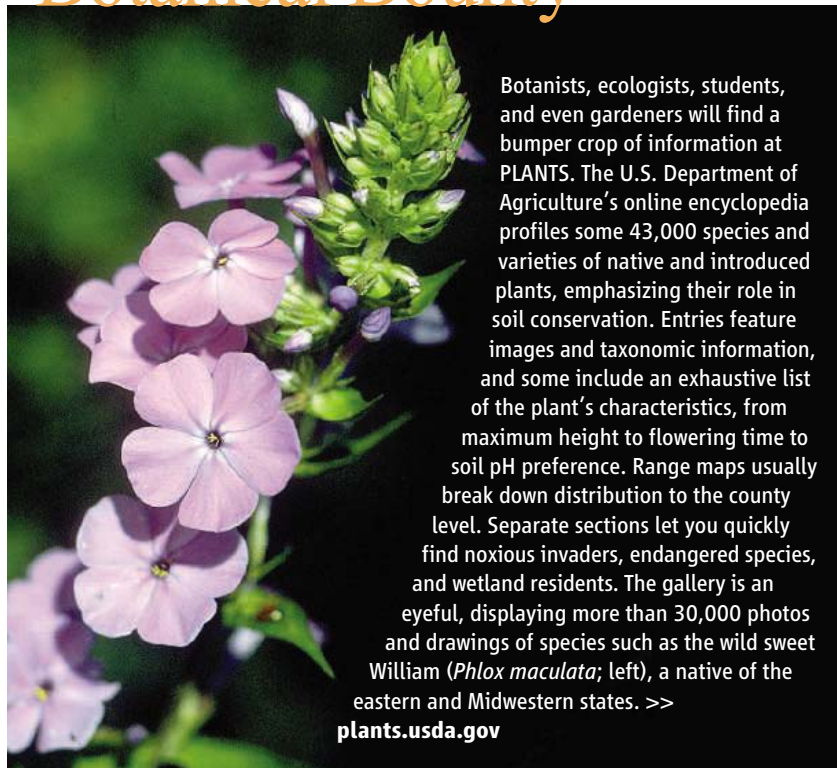 Botanical Bounty
Botanists, ecologists, students,
and even gardeners will find a
bumper crop of information at
PLANTS. The U.S. Department of
Agriculture’s online encyclopedia
profiles some 43,000 species and
varieties of native and introduced
plants, emphasizing their role in
soil conservation. Entries feature
images and taxonomic information,
and some include an exhaustive list
of the plant’s characteristics, from
maximum height to flowering time to
soil pH preference. Range maps usually
break down distribution to the county
level. Separate sections let you quickly
find noxious invaders, endangered species,
and wetland residents. The gallery is an
eyeful, displaying more than 30,000 photos
and drawings of species such as the wild sweet
William (Phlox maculata; left), a native of the
eastern and Midwestern states. >>
plants.usda.gov